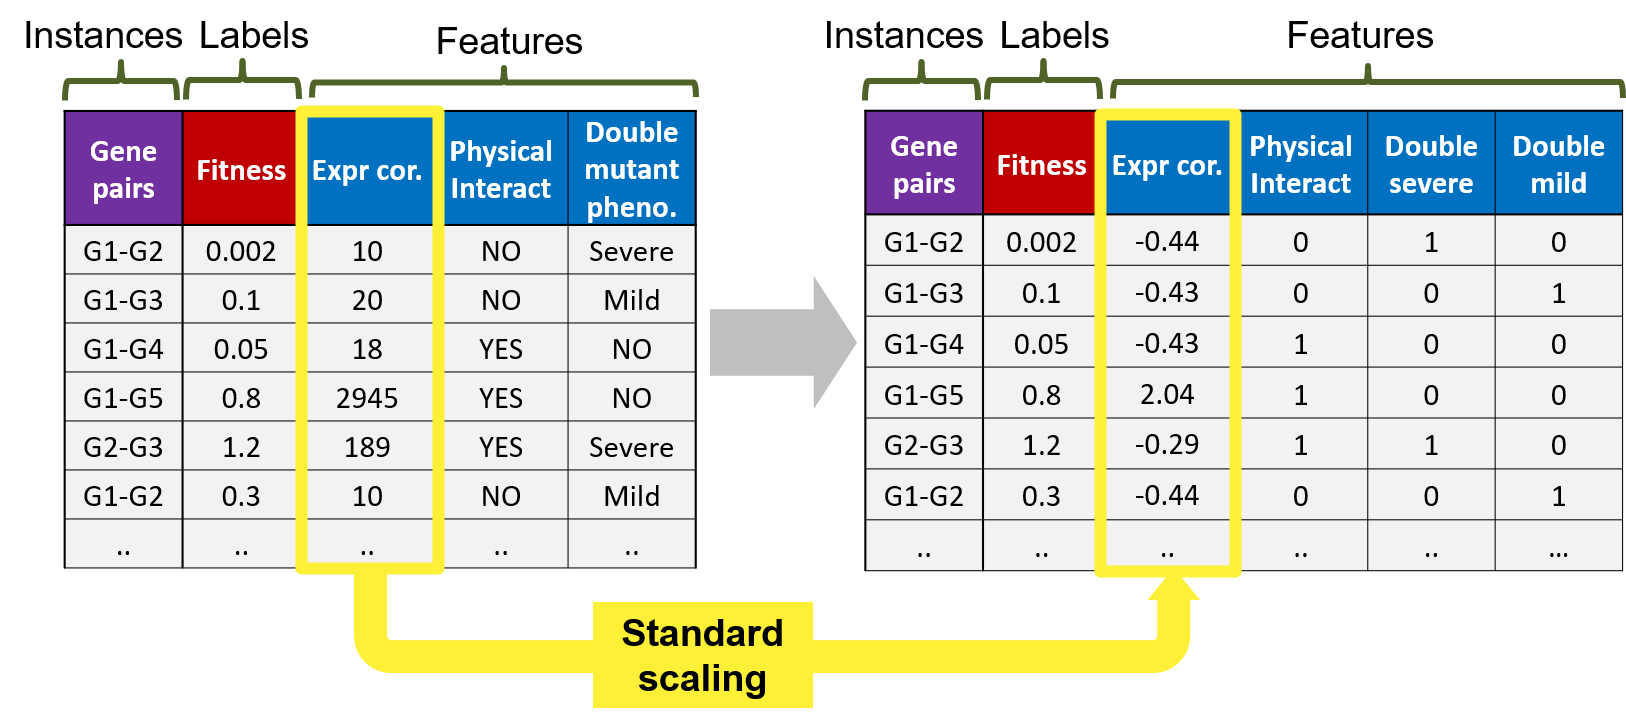 Instances Labels Features
Gene pairs Fitness Expr cor. Physical Interact Double mutant pheno.
G1-G2 0.002 10 NO Severe
G1-G3 0.1 20 NO Mild
G1-G4 0.05 18 YES NO
G1-G5 0.8 2945 YES NO
G2-G3 1.2 189 YES Severe
G1-G2 0.3 10 NO Mild
.. .. .. .. ..
Instances Labels Features
Gene pairs Fitness Expr cor. Physical Interact Double severe Double mild
G1-G2 0.002 -0.44 0 1 0
G1-G3 0.1 -0.43 0 0 1
G1-G4 0.05 -0.43 1 0 0
G1-G5 0.8 2.04 1 0 0
G2-G3 1.2 -0.29 1 1 0
G1-G2 0.3 -0.44 0 0 1
.. .. .. .. .. ...
Standard
scaling